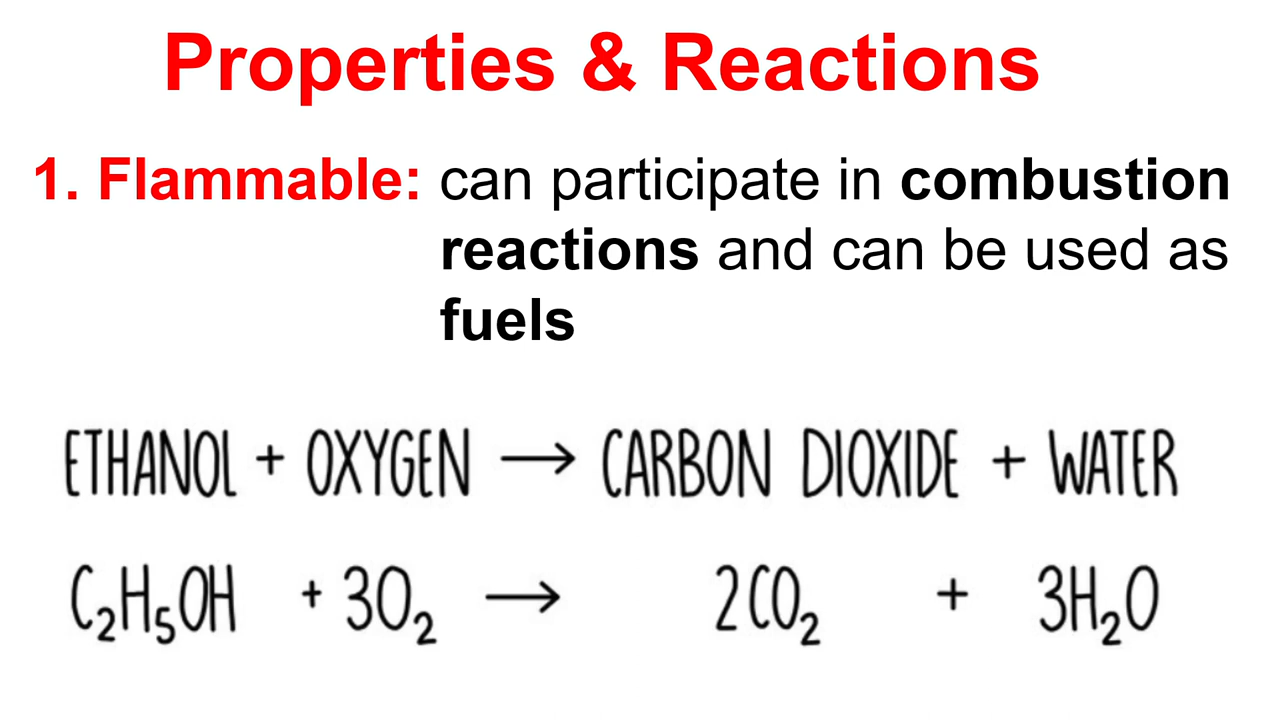 Properties & Reactions
1. Flammable: can participate in combustion
reactions and can be used as
fuels
ETHANOL + OXYGEN → CARBON DIOXIDE + WATER
C₂H₅OH + 3O₂ → 2CO₂ + 3H₂O